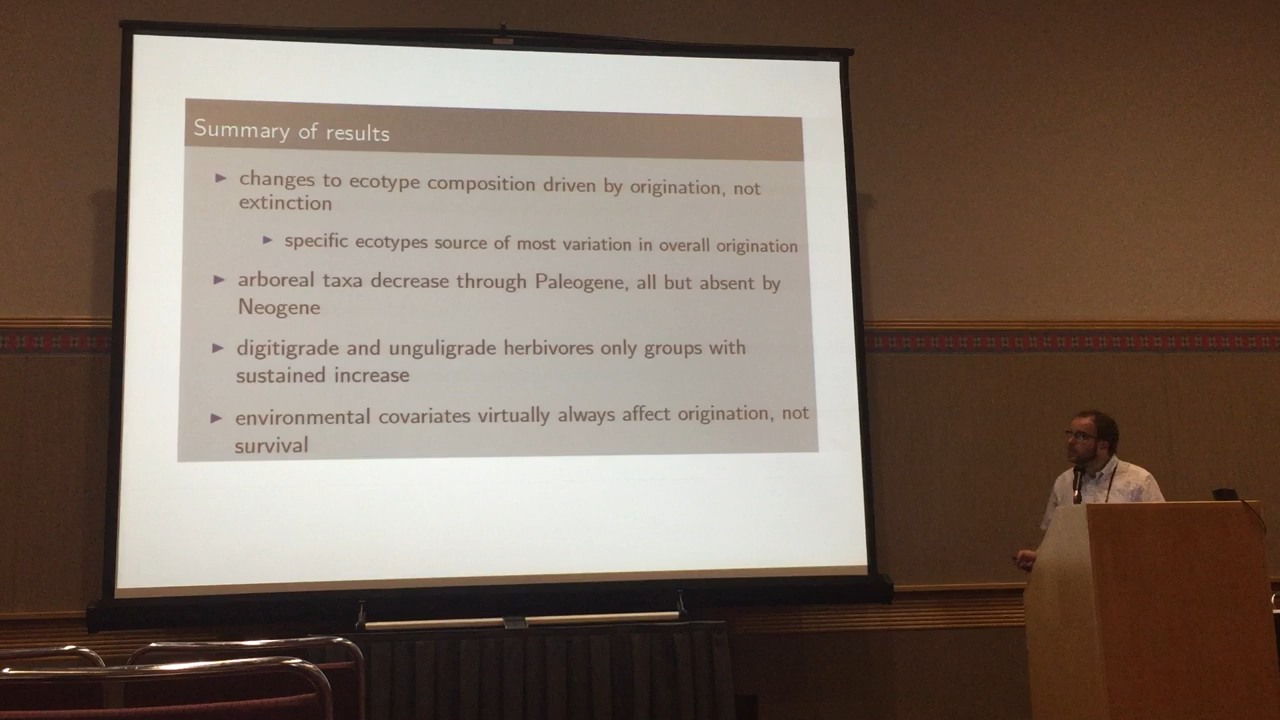 Summary of results
changes to ecotype composition driven by origination, not
extinction
specific ecotypes source of most variation in overall origination
arboreal taxa decrease through Paleogene, all but absent by
Neogene
digitigrade and unguligrade herbivores only groups with
sustained increase
environmental covariates virtually always affect origination, not
survival